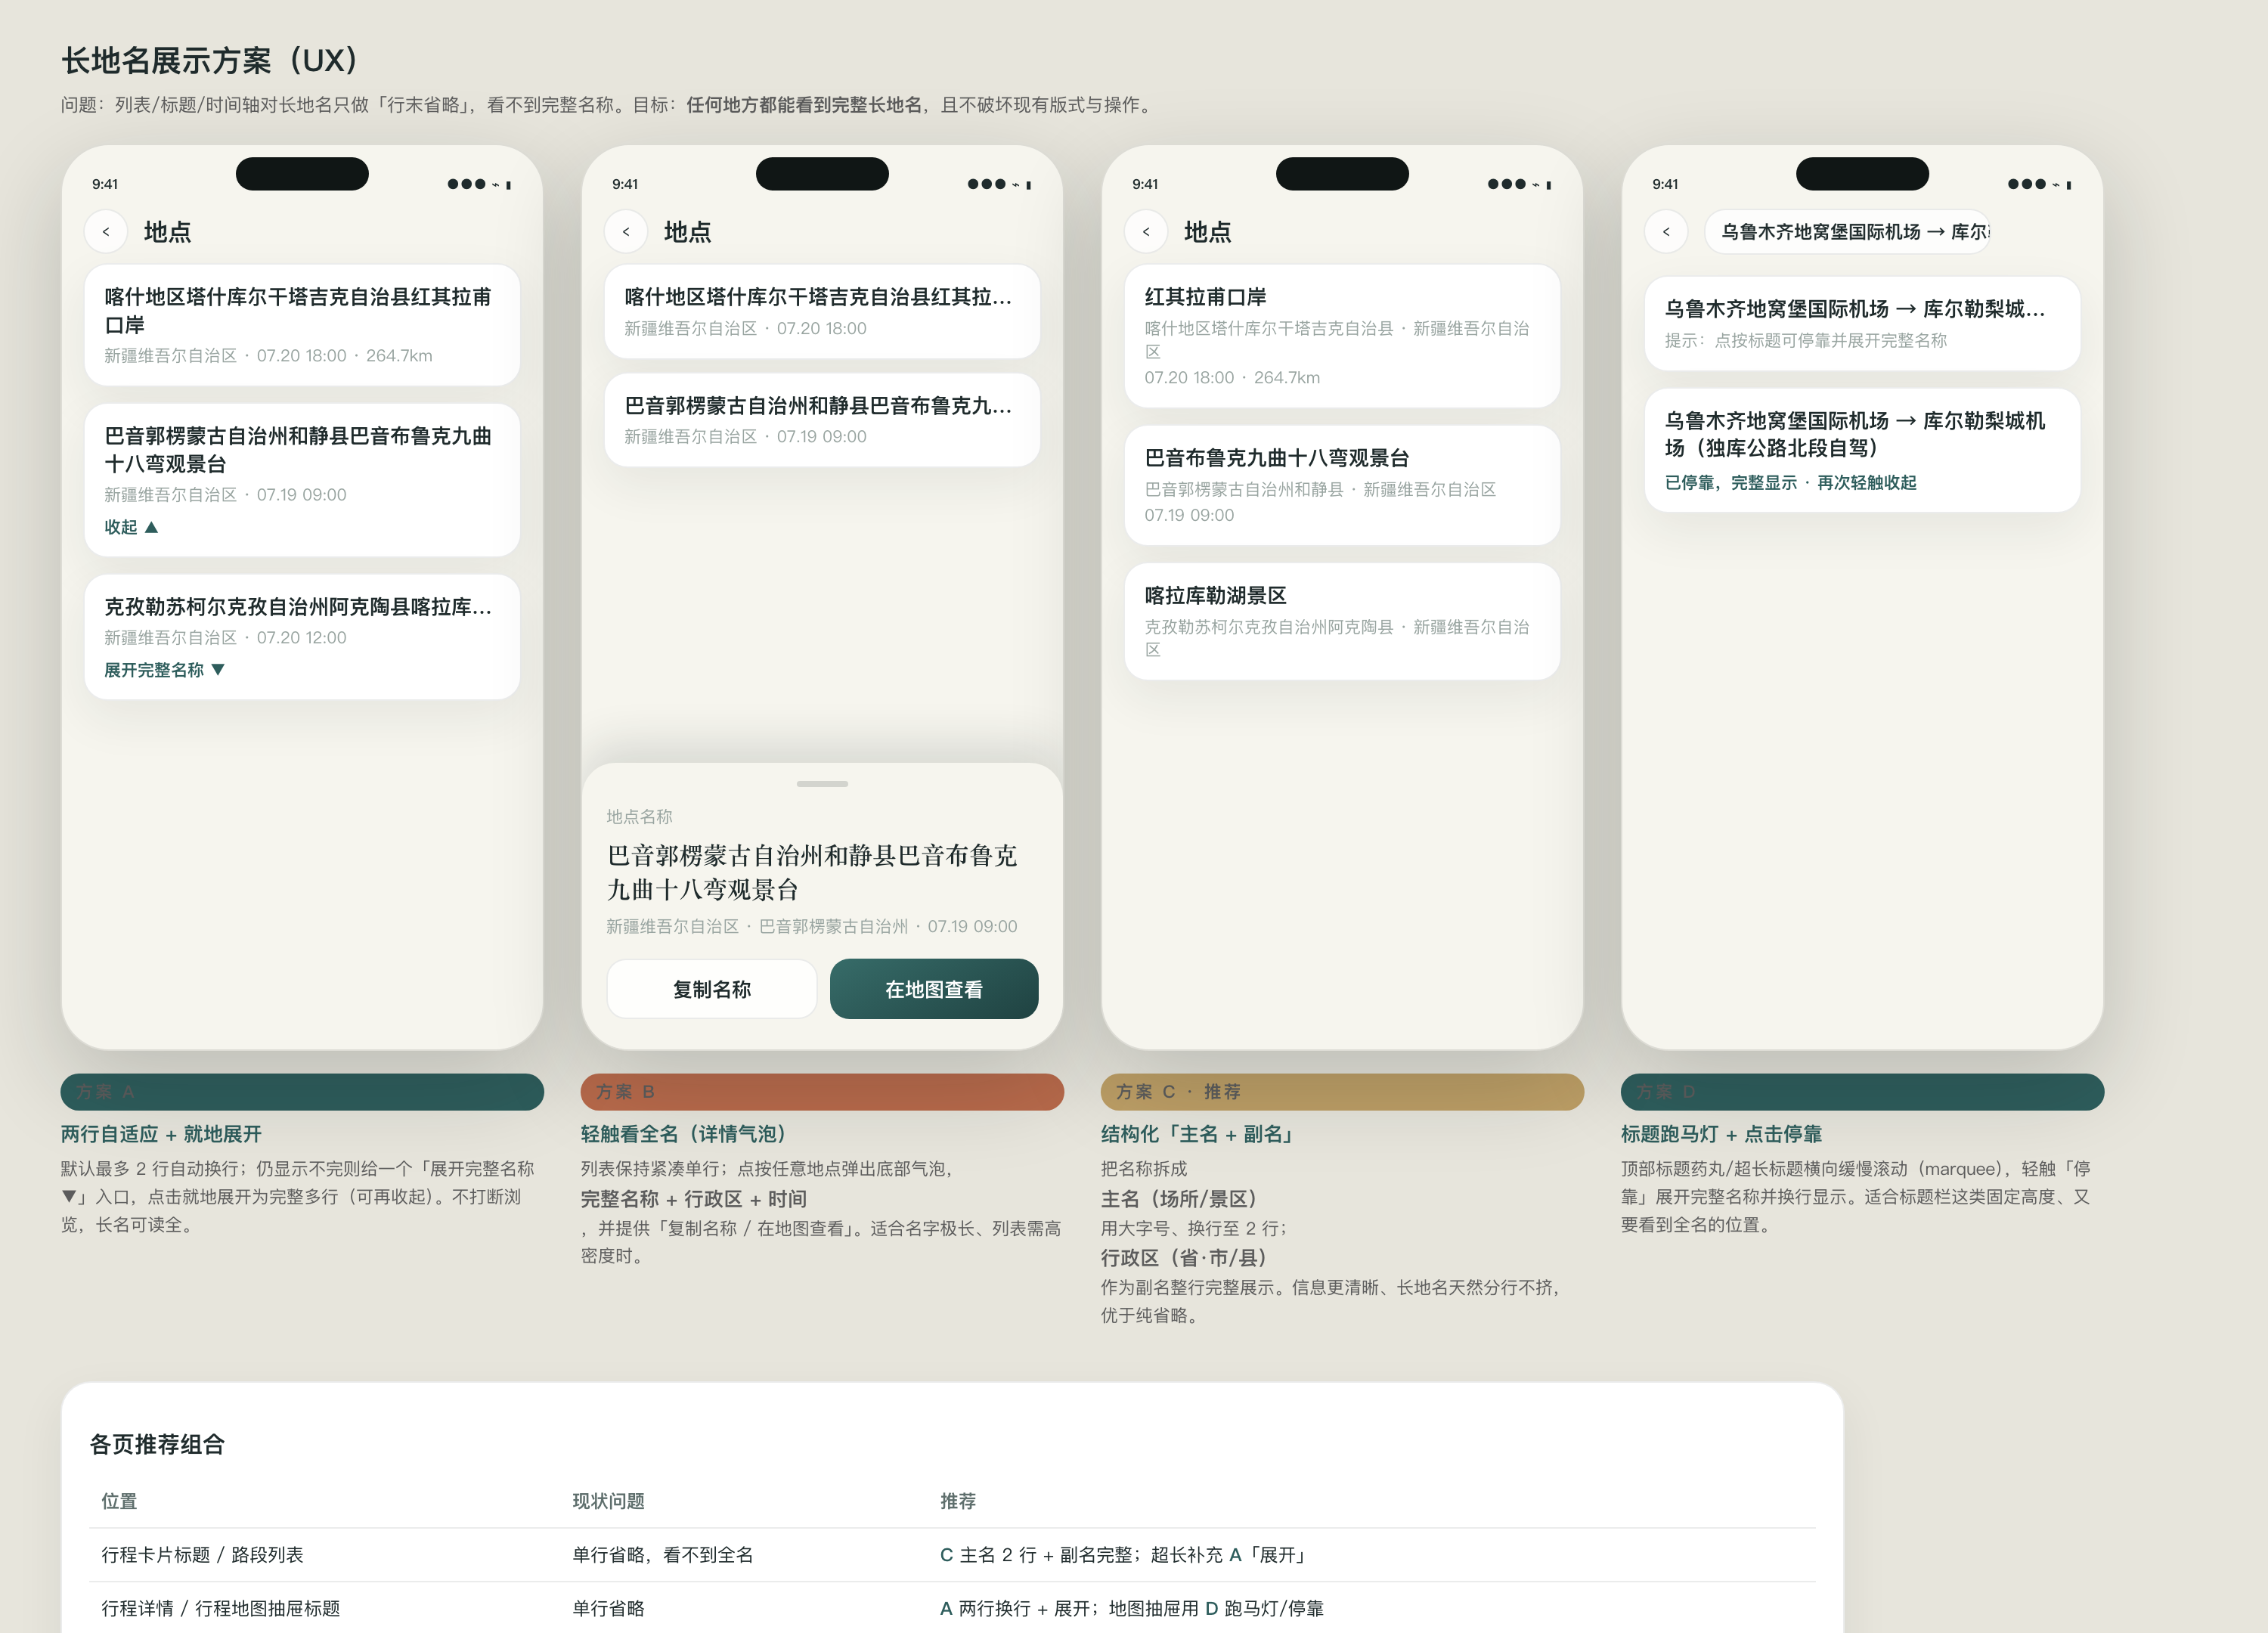 长地名展示方案（UX）
问题：列表/标题/时间轴对长地名只做「行末省略」，看不到完整名称。目标：任何地方都能看到完整长地名，且不破坏现有版式与操作。
9:41
< 地点
喀什地区塔什库尔干塔吉克自治县红其拉甫
口岸
新疆维吾尔自治区 · 07.20 18:00 · 264.7km
巴音郭楞蒙古自治州和静县巴音布鲁克九曲
十八弯观景台
新疆维吾尔自治区 · 07.19 09:00
收起 ▲
克孜勒苏柯尔克孜自治州阿克陶县喀拉库…
新疆维吾尔自治区 · 07.20 12:00
展开完整名称 ▼
方案 A
两行自适应 + 就地展开
默认最多 2 行自动换行；仍显示不完则给一个「展开完整名称
▼」入口，点击就地展开为完整多行（可再收起）。不打断浏
览，长名可读全。
9:41
< 地点
喀什地区塔什库尔干塔吉克自治县红其拉…
新疆维吾尔自治区 · 07.20 18:00
巴音郭楞蒙古自治州和静县巴音布鲁克九…
新疆维吾尔自治区 · 07.19 09:00
地点名称
巴音郭楞蒙古自治州和静县巴音布鲁克
九曲十八弯观景台
新疆维吾尔自治区 · 巴音郭楞蒙古自治州 · 07.19 09:00
复制名称
在地图查看
方案 B
轻触看全名（详情气泡）
列表保持紧凑单行；点按任意地点弹出底部气泡，
完整名称 + 行政区 + 时间
，并提供「复制名称 / 在地图查看」。适合名字极长、列表需高
密度时。
9:41
< 地点
红其拉甫口岸
喀什地区塔什库尔干塔吉克自治县 · 新疆维吾尔自治
区
07.20 18:00 · 264.7km
巴音布鲁克九曲十八弯观景台
巴音郭楞蒙古自治州和静县 · 新疆维吾尔自治区
07.19 09:00
喀拉库勒湖景区
克孜勒苏柯尔克孜自治州阿克陶县 · 新疆维吾尔自治
区
方案 C · 推荐
结构化「主名 + 副名」
把名称拆成
主名（场所/景区）
用大字号、换行至 2 行；
行政区（省·市/县）
作为副名整行完整展示。信息更清晰、长地名天然分行不挤，
优于纯省略。
9:41
< 乌鲁木齐地窝堡国际机场 → 库尔
乌鲁木齐地窝堡国际机场 → 库尔勒梨城…
提示：点按标题可停靠并展开完整名称
乌鲁木齐地窝堡国际机场 → 库尔勒梨城机
场（独库公路北段自驾）
已停靠，完整显示 · 再次轻触收起
方案 D
标题跑马灯 + 点击停靠
顶部标题药丸/超长标题横向缓慢滚动（marquee），轻触「停
靠」展开完整名称并换行显示。适合标题栏这类固定高度、又
要看到全名的位置。
各页推荐组合
位置 现状问题 推荐
行程卡片标题 / 路段列表 单行省略，看不到全名 C 主名 2 行 + 副名完整；超长补充 A「展开」
行程详情 / 行程地图抽屉标题 单行省略 A 两行换行 + 展开；地图抽屉用 D 跑马灯/停靠